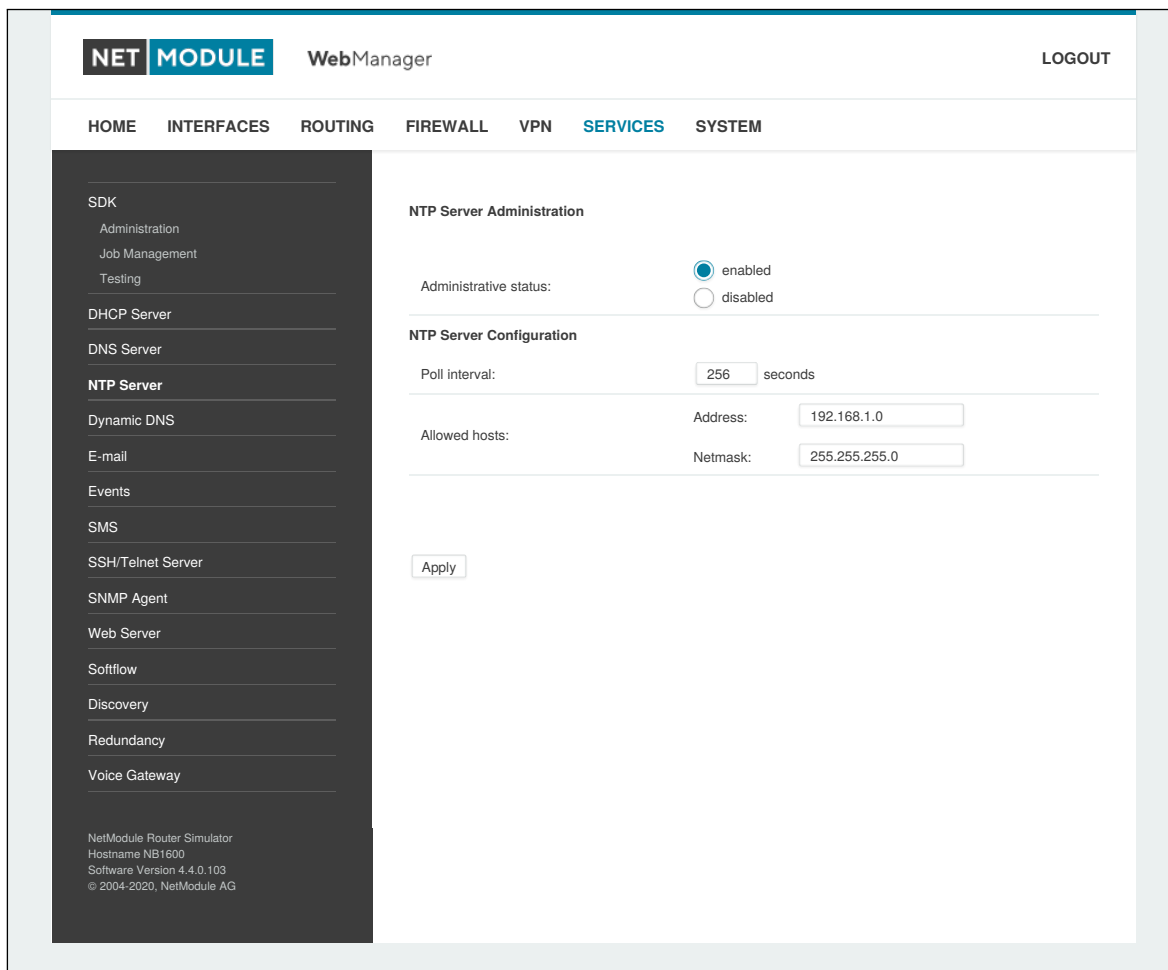 NET MODULE WebManager LOGOUT
HOME INTERFACES ROUTING FIREWALL VPN SERVICES SYSTEM
SDK
Administration
Job Management
Testing
DHCP Server
DNS Server
NTP Server
Dynamic DNS
E-mail
Events
SMS
SSH/Telnet Server
SNMP Agent
Web Server
Softflow
Discovery
Redundancy
Voice Gateway
NetModule Router Simulator
Hostname NB1600
Software Version 4.4.0.103
© 2004-2020, NetModule AG
NTP Server Administration
Administrative status:
enabled
disabled
NTP Server Configuration
Poll interval: 256 seconds
Allowed hosts:
Address: 192.168.1.0
Netmask: 255.255.255.0
Apply